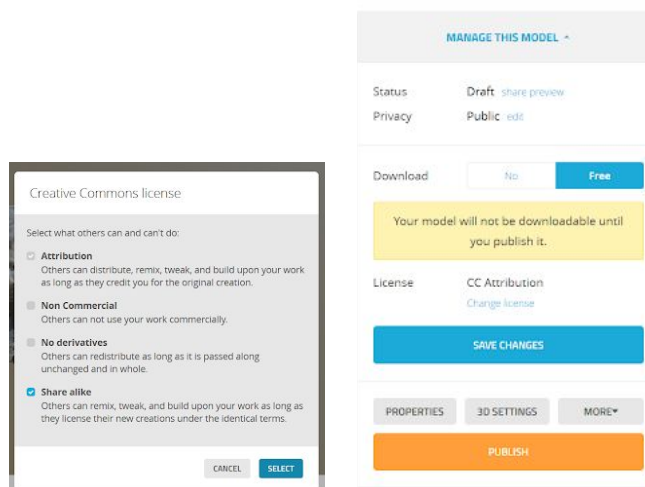 Creative Commons license
Select what others can and can't do:
Attribution
Others can distribute, remix, tweak, and build upon your work
as long as they credit you for the original creation.
Non Commercial
Others can not use your work commercially.
No derivatives
Others can redistribute as long as it is passed along
unchanged and in whole.
Share alike
Others can remix, tweak, and build upon your work as long as
they license their new creations under the identical terms.
CANCEL SELECT
MANAGE THIS MODEL
Status Draft share preview
Privacy Public edit
Download No Free
Your model will not be downloadable until
you publish it.
License CC Attribution
Change license
SAVE CHANGES
PROPERTIES 3D SETTINGS MORE
PUBLISH